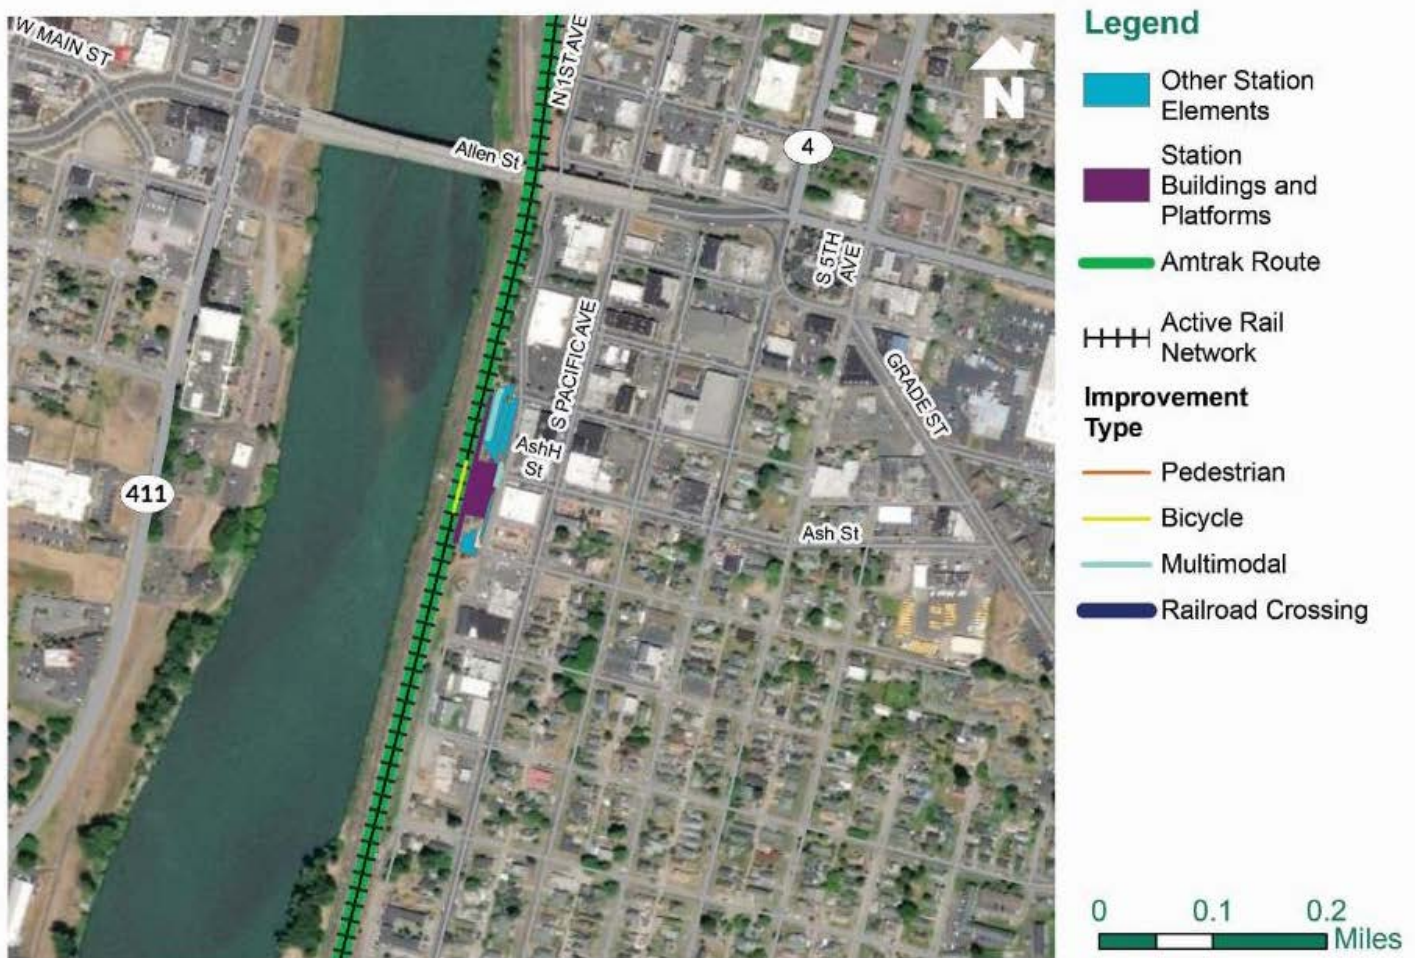 W MAIN ST
N 1ST AVE
Allen St
4
S 5TH
AVE
S PACIFIC AVE
GRADE ST
AshH
St
411
Ash St
N
Legend
Other Station
Elements
Station
Buildings and
Platforms
Amtrak Route
Active Rail
Network
Improvement
Type
Pedestrian
Bicycle
Multimodal
Railroad Crossing
0 0.1 0.2
Miles